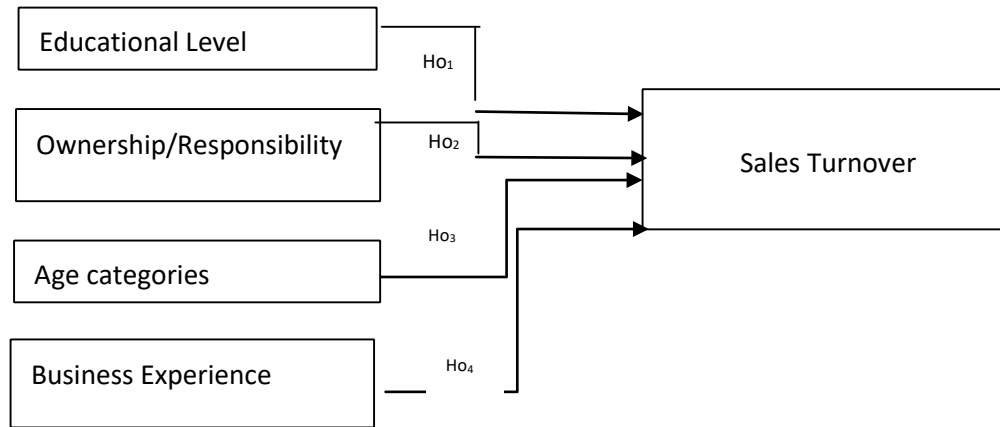 Educational Level
Ho₁
Ownership/Responsibility
Ho₂
Sales Turnover
Ho₃
Age categories
Ho₄
Business Experience